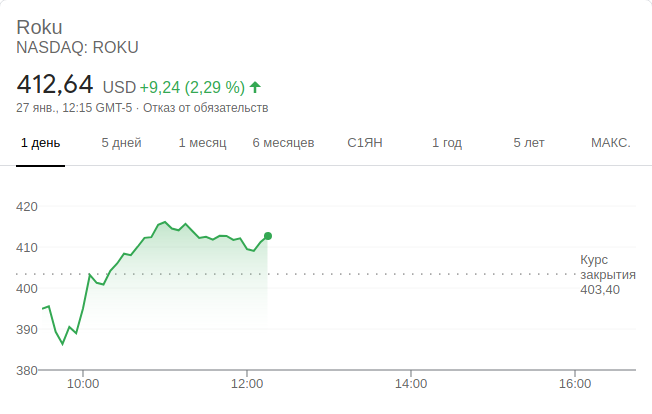 Roku
NASDAQ: ROKU
412,64 USD +9,24 (2,29 %)
27 янв., 12:15 GMT-5 · Отказ от обязательств
1 день 5 дней 1 месяц 6 месяцев С1ЯН 1 год 5 лет МАКС.
420
410
Курс
закрытия
403,40
400
390
380
10:00 12:00 14:00 16:00